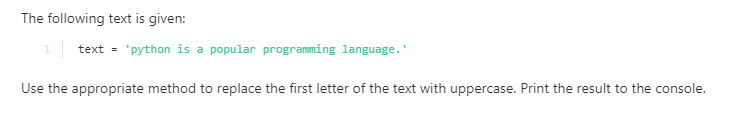 The following text is given:
1 text = 'python is a popular programming language.'
Use the appropriate method to replace the first letter of the text with uppercase. Print the result to the console.